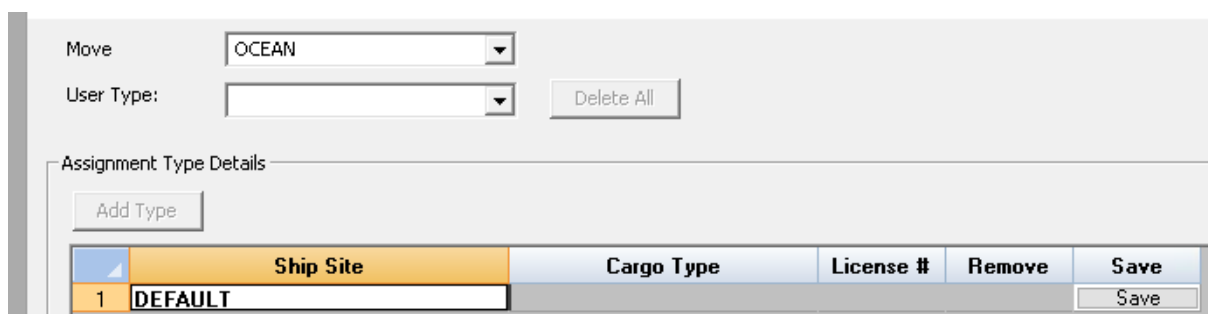 Move OCEAN
User Type: Delete All
Assignment Type Details
Add Type
Ship Site Cargo Type License # Remove Save
1 DEFAULT Save